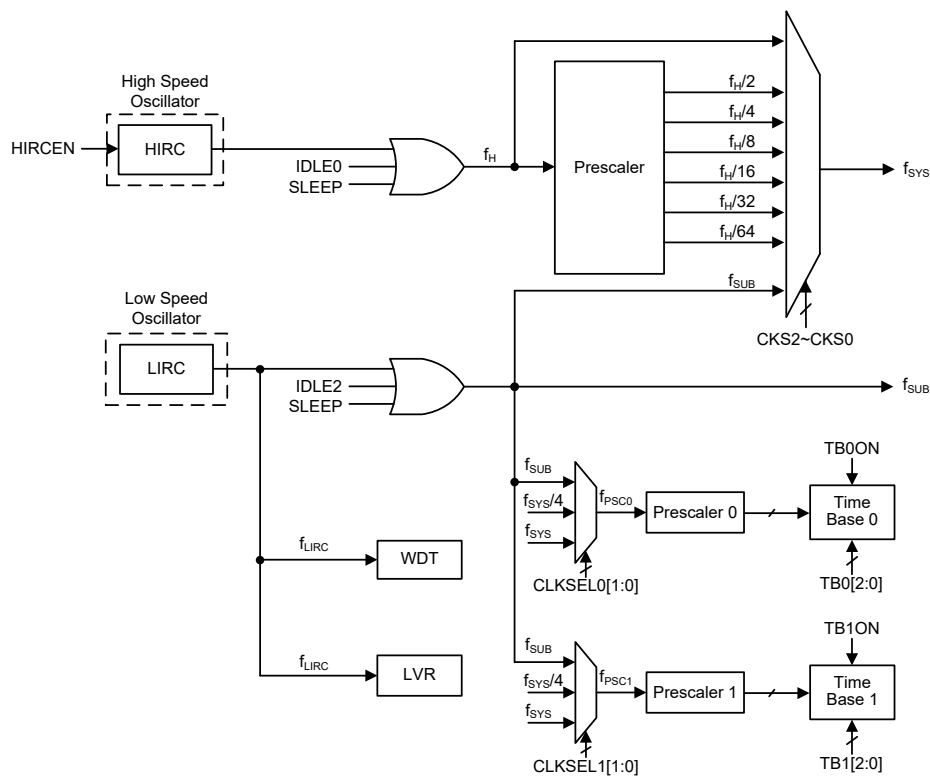 High Speed
Oscillator
HIRCEN
HIRC
IDLE0
SLEEP
fH
Prescaler
fH/2
fH/4
fH/8
fH/16
fH/32
fH/64
fSUB
fSYS
CKS2~CKS0
Low Speed
Oscillator
LIRC
IDLE2
SLEEP
fSUB
fSUB
fSYS/4
fSYS
fPSC0
CLKSEL0[1:0]
Prescaler 0
TB0ON
Time
Base 0
TB0[2:0]
fLIRC
WDT
fLIRC
LVR
fSUB
fSYS/4
fSYS
fPSC1
CLKSEL1[1:0]
Prescaler 1
TB1ON
Time
Base 1
TB1[2:0]